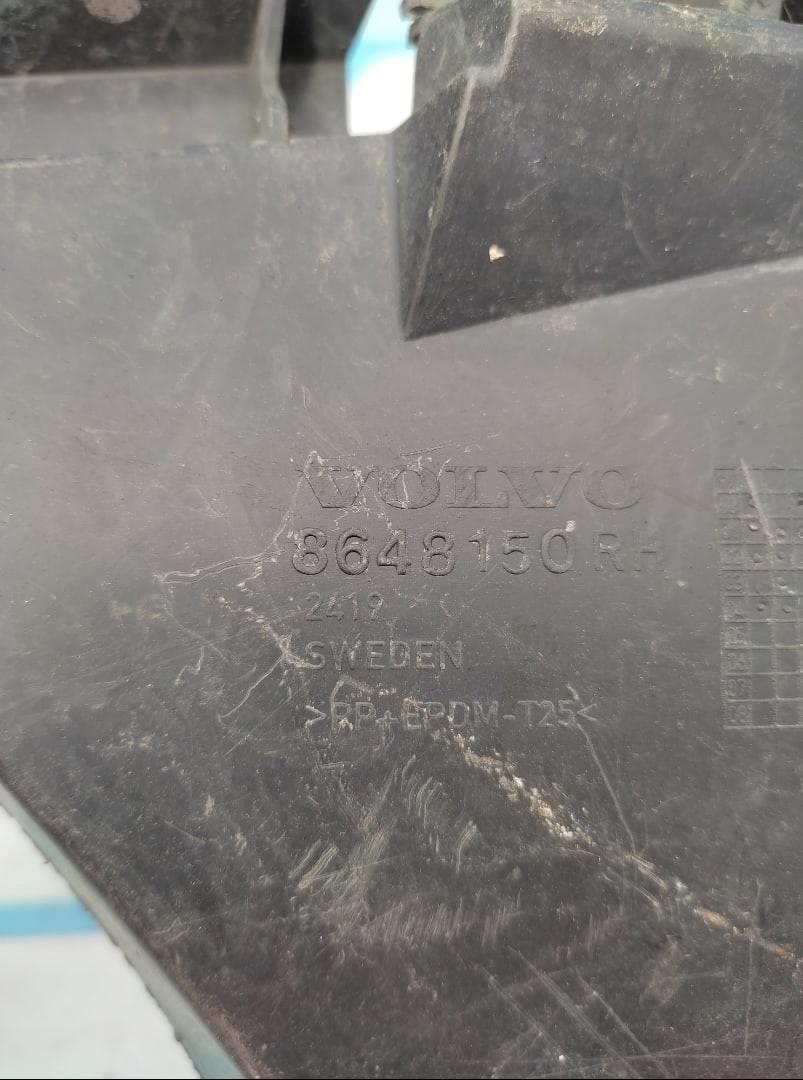 VOLVO
8648150 RH
2419
SWEDEN
>PP+EPDM-T25<